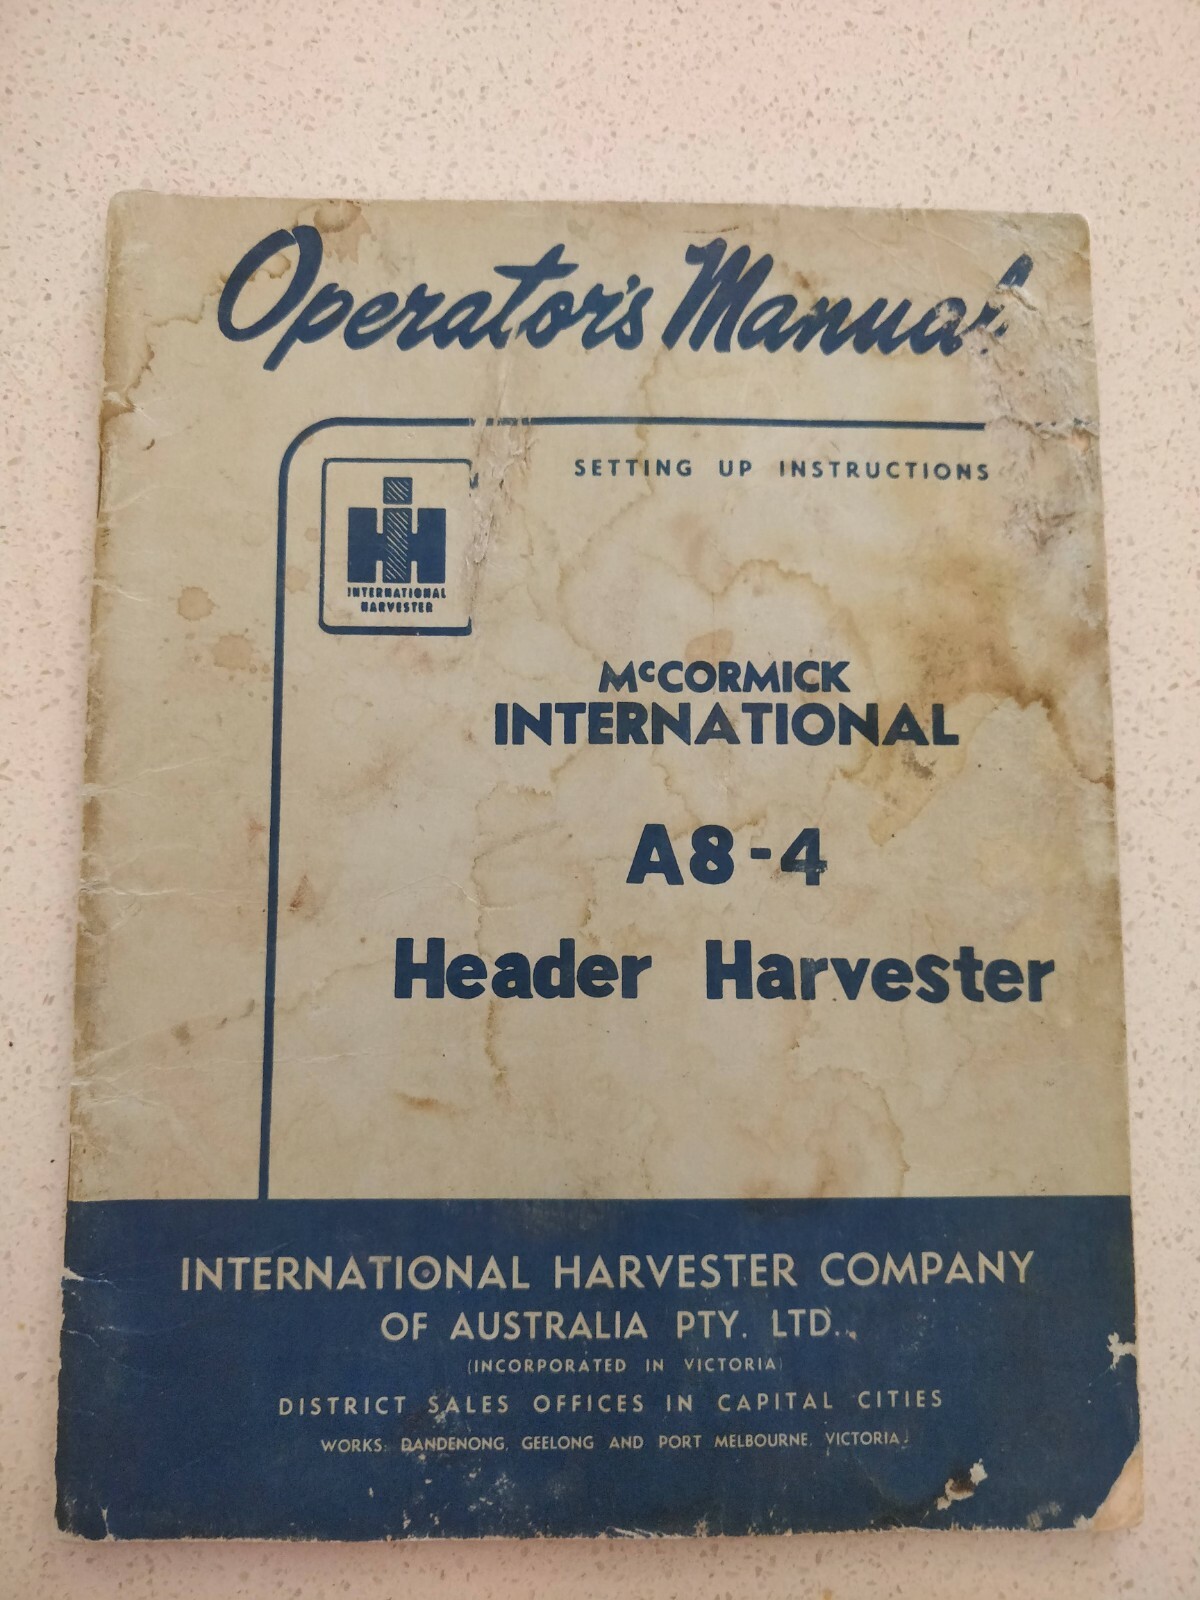 Operator's Manual
SETTING UP INSTRUCTIONS
IH
INTERNATIONAL
HARVESTER
McCORMICK
INTERNATIONAL
A8-4
Header Harvester
INTERNATIONAL HARVESTER COMPANY
OF AUSTRALIA PTY. LTD.
(INCORPORATED IN VICTORIA)
DISTRICT SALES OFFICES IN CAPITAL CITIES
WORKS: DANDENONG, GEELONG AND PORT MELBOURNE, VICTORIA.